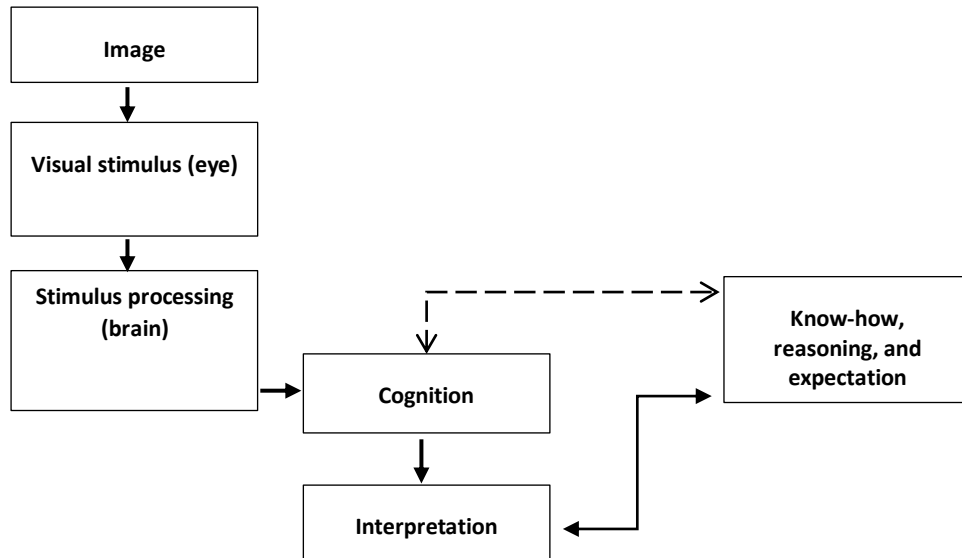 Image
Visual stimulus (eye)
Stimulus processing
(brain)
Know-how,
reasoning, and
expectation
Cognition
Interpretation